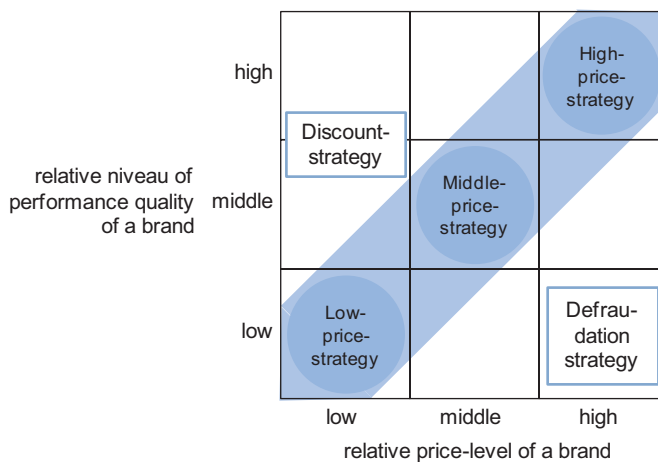 high
High-
price-
strategy
Discount-
strategy
relative niveau of
performance quality
of a brand
middle
Middle-
price-
strategy
low
Low-
price-
strategy
Defrau-
dation
strategy
low
middle
high
relative price-level of a brand